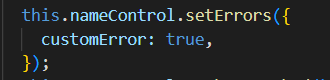 this.nameControl.setErrors({
  customError: true,
});